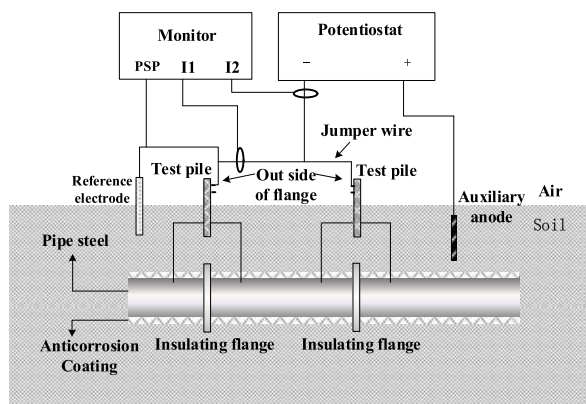 Monitor
PSP I1 I2
Potentiostat
− +
Jumper wire
Test pile
Out side
of flange
Test pile
Reference
electrode
Auxiliary
anode
Air
Soil
Pipe steel
Anticorrosion
Coating
Insulating flange
Insulating flange